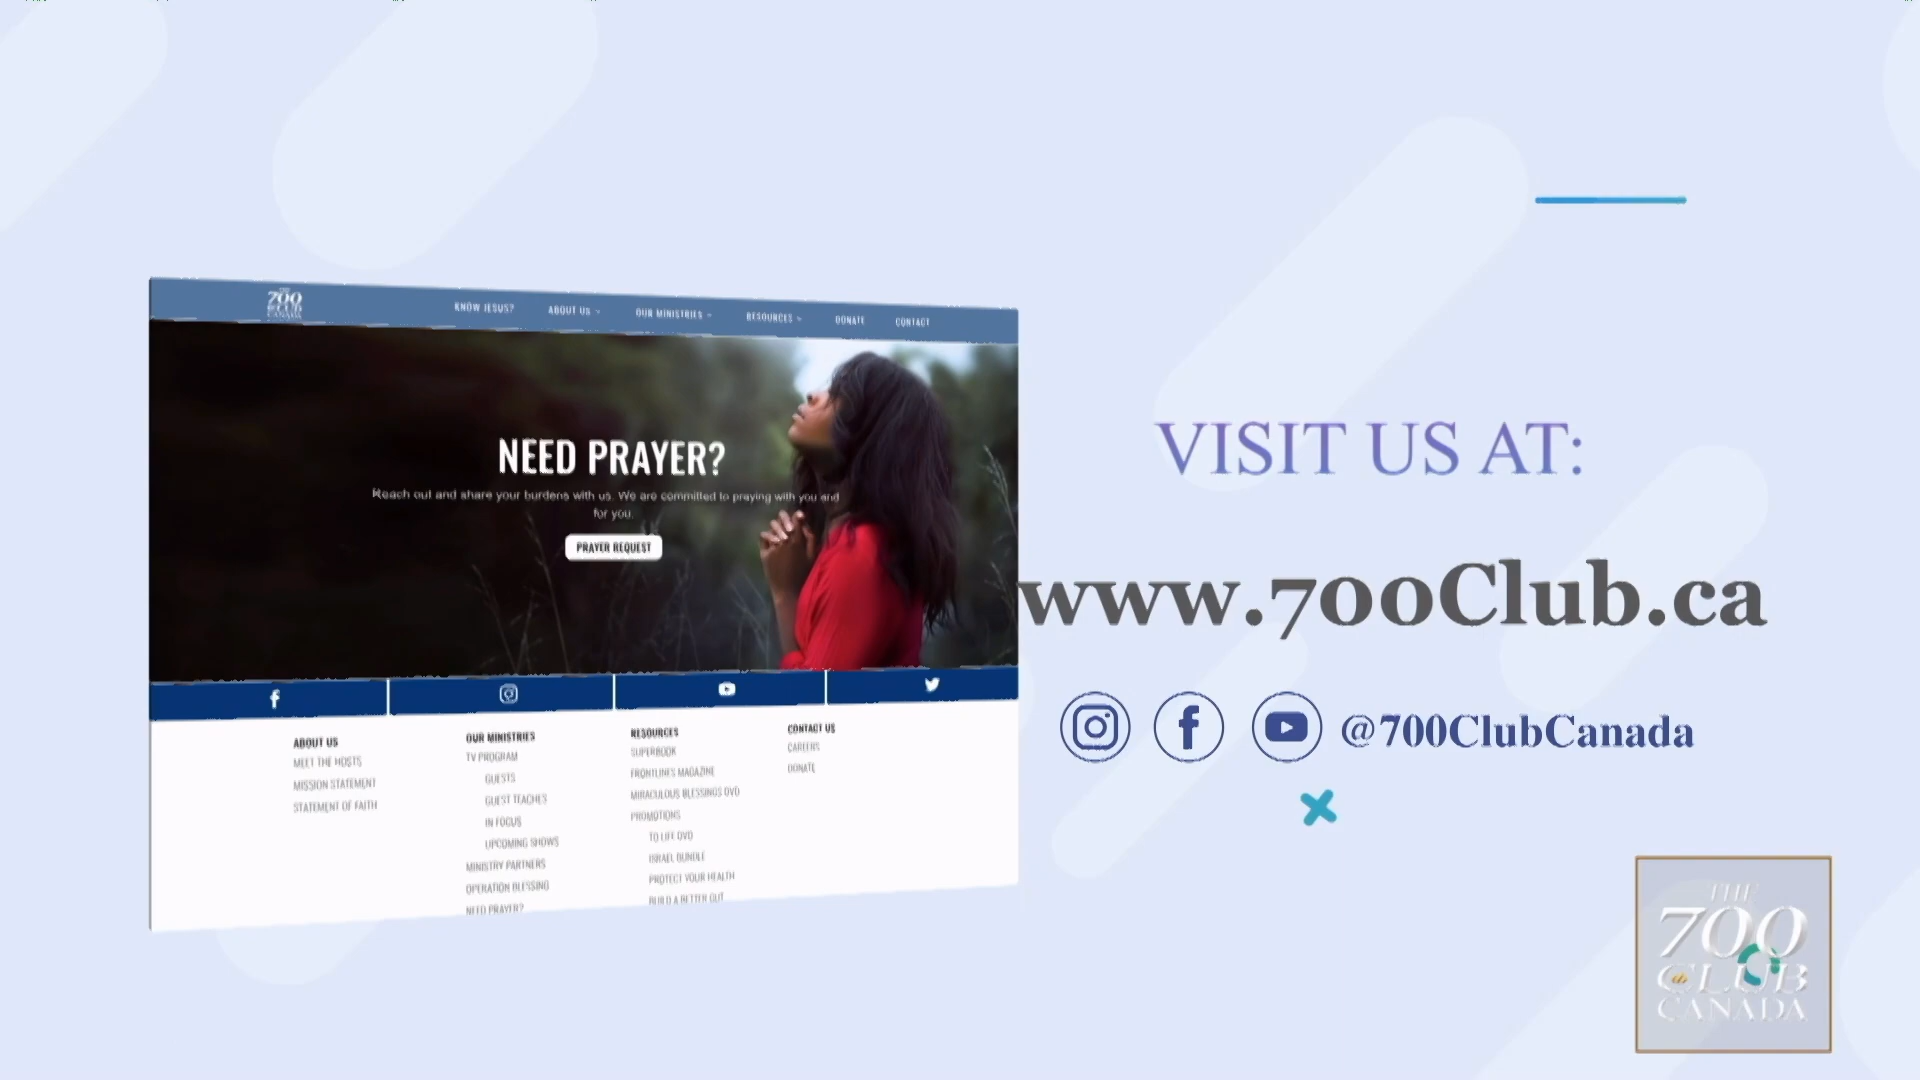 THE
700
CLUB
CANADA
KNOW JESUS?
ABOUT US
OUR MINISTRIES
RESOURCES
DONATE
CONTACT
NEED PRAYER?
Reach out and share your burdens with us. We are committed to praying with you and
for you.
PRAYER REQUEST
ABOUT US
MEET THE HOSTS
MISSION STATEMENT
STATEMENT OF FAITH
OUR MINISTRIES
TV PROGRAM
GUESTS
GUEST TEACHES
IN FOCUS
UPCOMING SHOWS
MINISTRY PARTNERS
OPERATION BLESSING
NEED PRAYER?
RESOURCES
SUPERBOOK
FRONTLINES MAGAZINE
MIRACULOUS BLESSINGS DVD
PROMOTIONS
TO LIFE DVD
ISRAEL BUNDLE
PROTECT YOUR HEALTH
BUILD A BETTER GUT
CONTACT US
CAREERS
DONATE
VISIT US AT:
www.700Club.ca
@700ClubCanada
THE
700
CLUB
CANADA